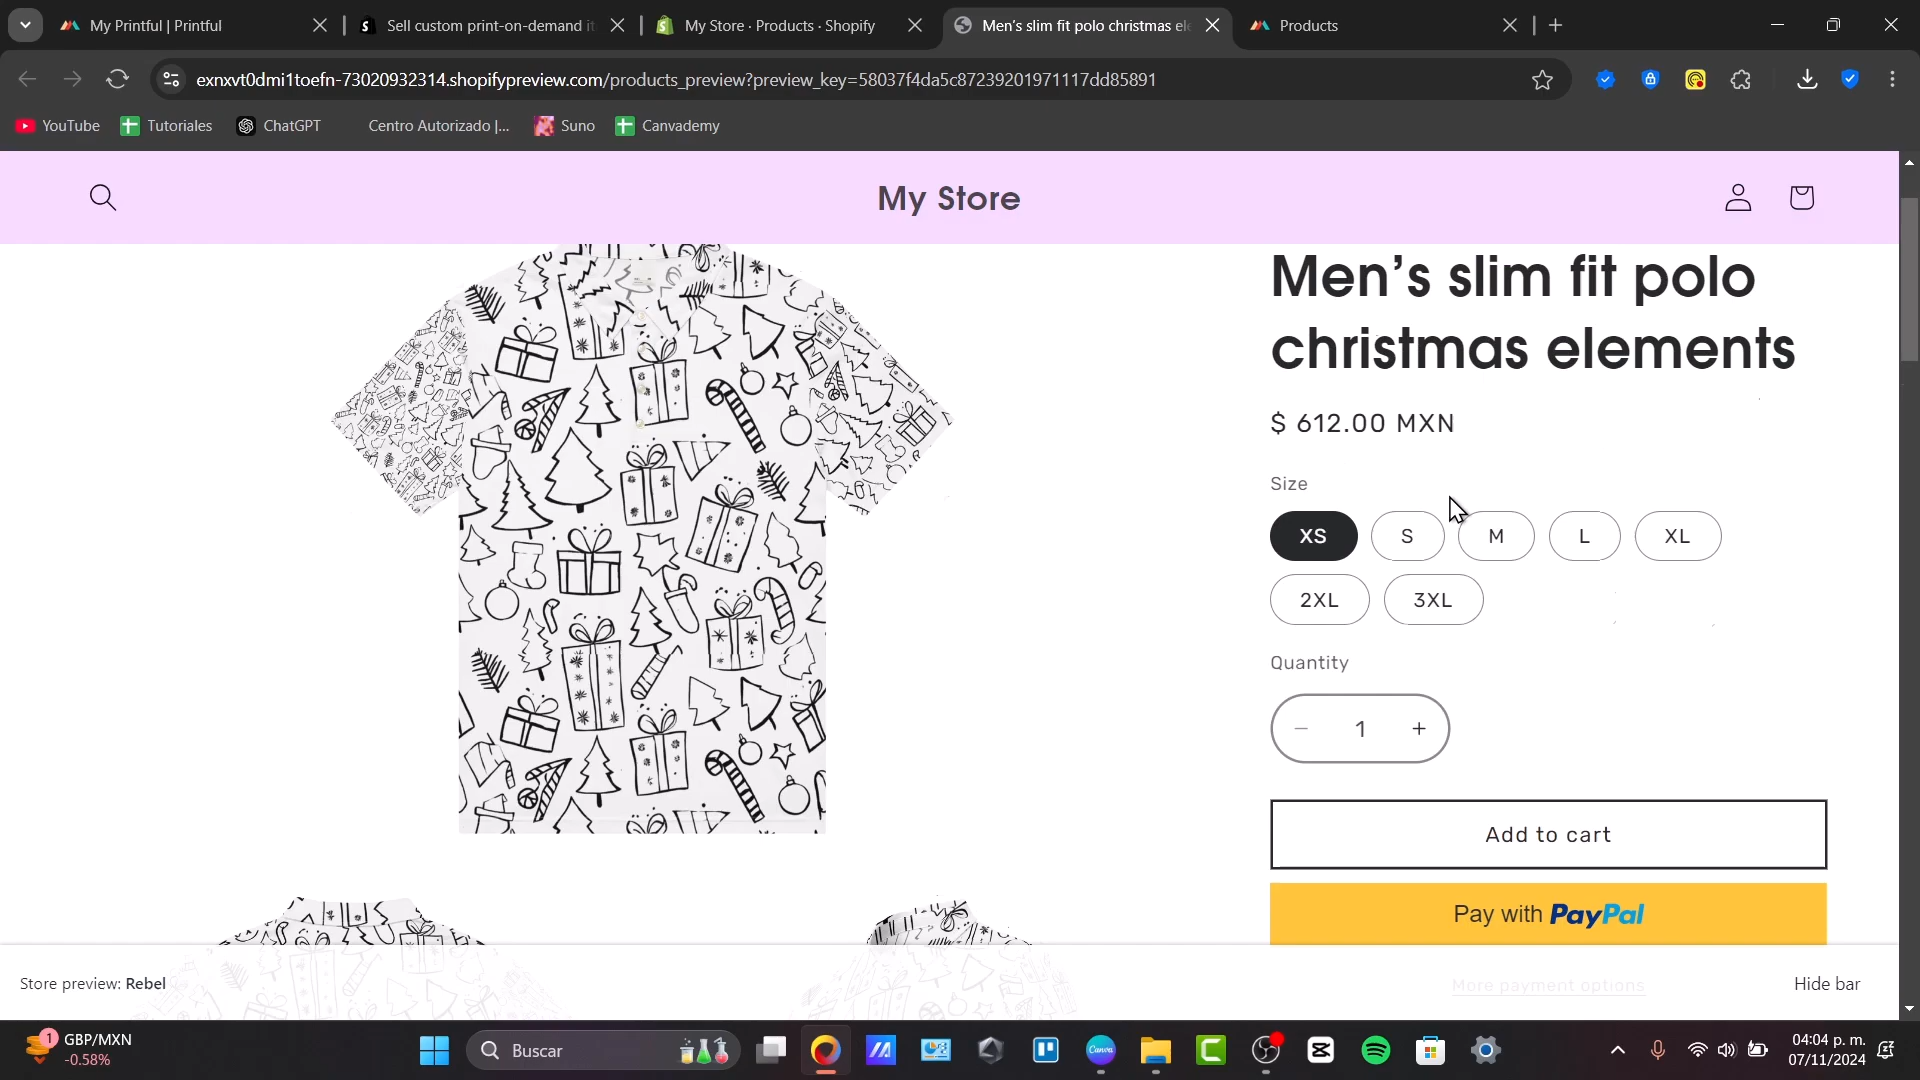 My Printful | Printful
Sell custom print-on-demand it
My Store · Products · Shopify
Men's slim fit polo christmas ele
Products
exnxvt0dmi1toefn-73020932314.shopifypreview.com/products_preview?preview_key=58037f4da5c87239201971117dd85891
YouTube
Tutoriales
ChatGPT
Centro Autorizado |...
Suno
Canvademy
My Store
Men's slim fit polo
christmas elements
$ 612.00 MXN
Size
XS
S
M
L
XL
2XL
3XL
Quantity
− 1 +
Add to cart
Pay with PayPal
More payment options
Store preview: Rebel
Hide bar
1
GBP/MXN
-0.58%
Buscar
Canva
04:04 p. m.
07/11/2024